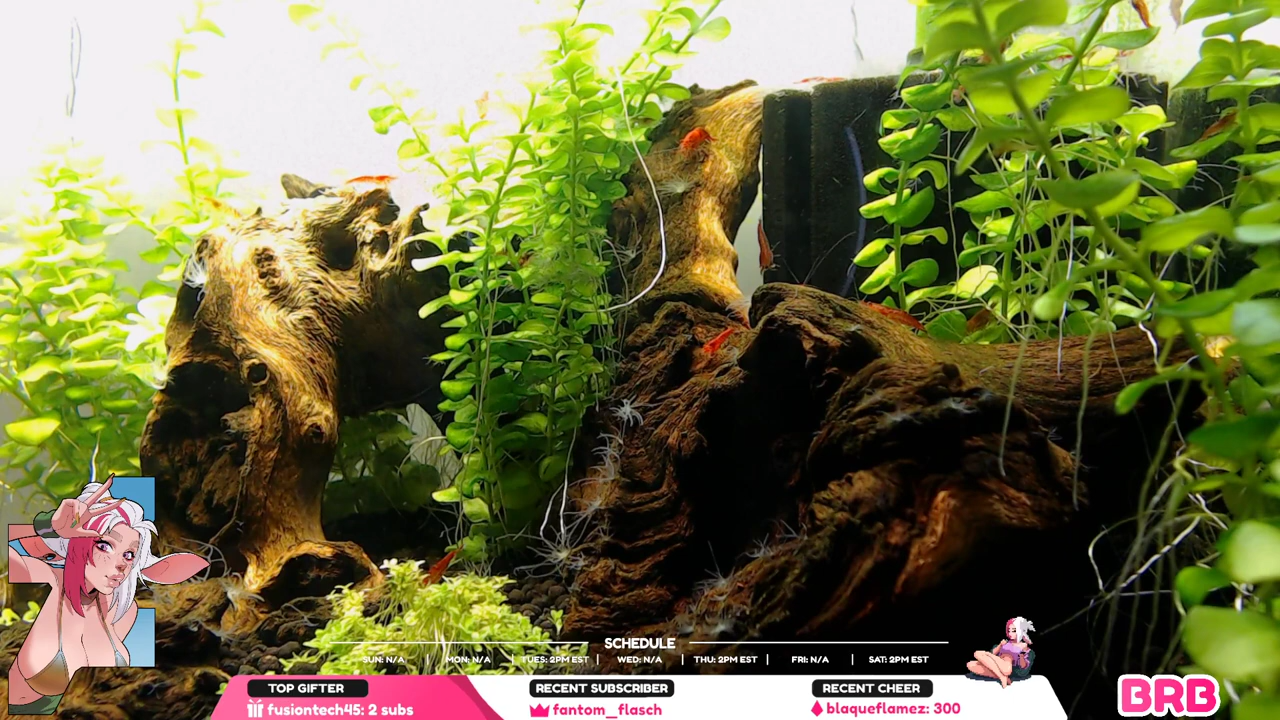 SCHEDULE
SUN: N/A | MON: N/A | TUES: 2PM EST | WED: N/A | THU: 2PM EST | FRI: N/A | SAT: 2PM EST
TOP GIFTER
fusiontech45: 2 subs
RECENT SUBSCRIBER
fantom_flasch
RECENT CHEER
blaqueflamez: 300
BRB